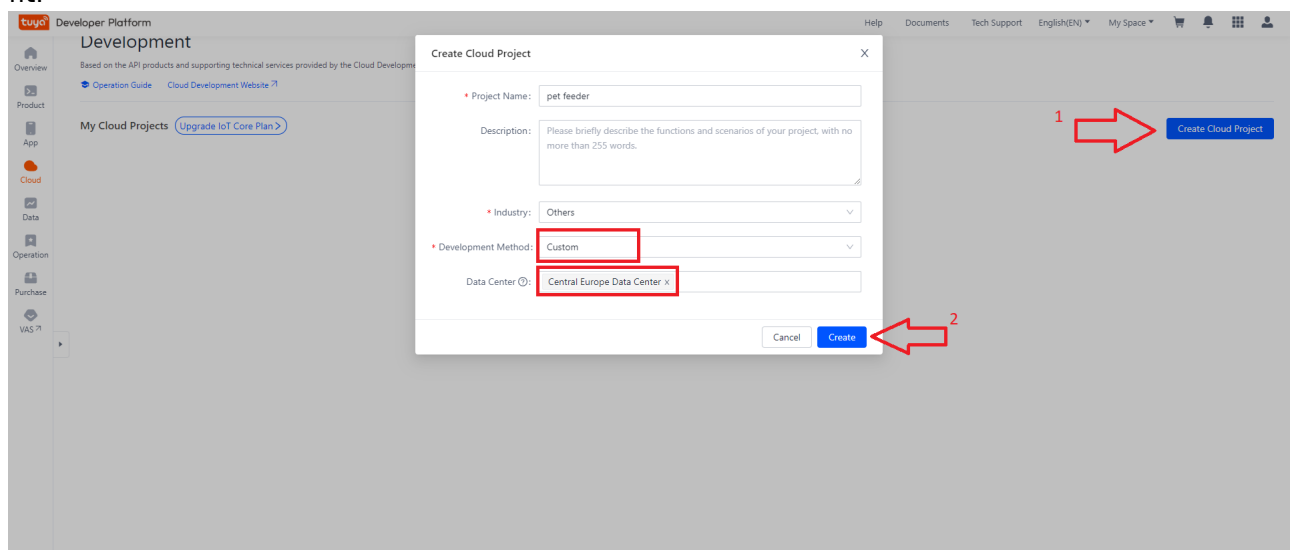 tuya Developer Platform
Help Documents Tech Support English(EN) My Space
Overview
Product
App
Cloud
Data
Operation
Purchase
VAS
Development
Based on the API products and supporting technical services provided by the Cloud Developme
Operation Guide Cloud Development Website
My Cloud Projects Upgrade IoT Core Plan >
1
Create Cloud Project
Create Cloud Project X
* Project Name: pet feeder
Description: Please briefly describe the functions and scenarios of your project, with no
more than 255 words.
* Industry: Others
* Development Method: Custom
Data Center ?: Central Europe Data Center ×
Cancel Create
2